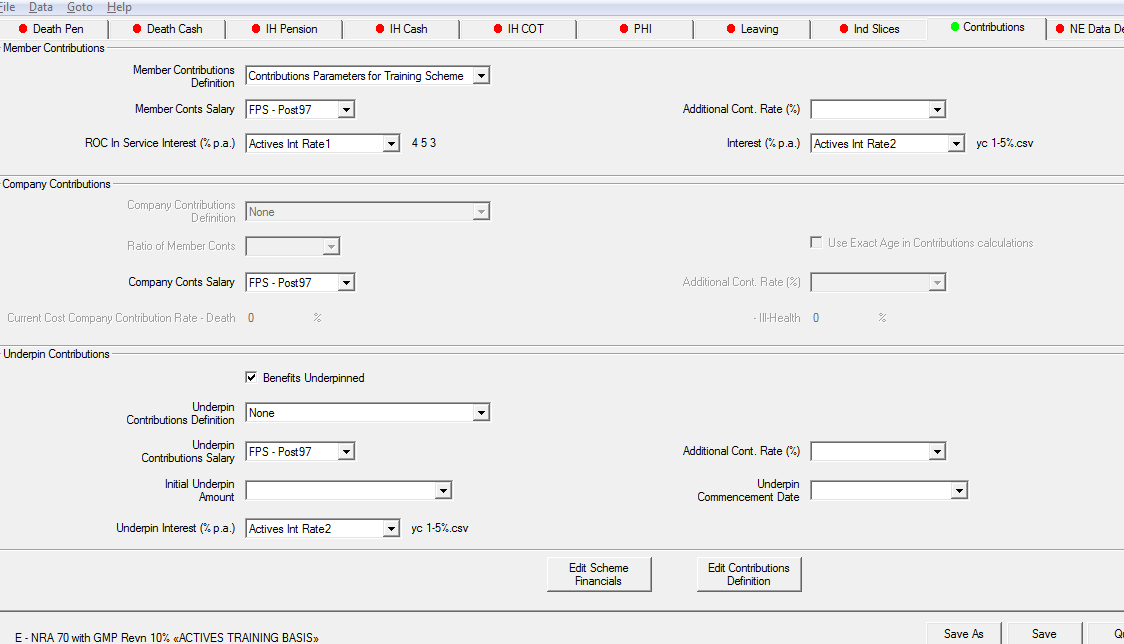 File Data Goto Help
Death Pen Death Cash IH Pension IH Cash IH COT PHI Leaving Ind Slices Contributions NE Data De
Member Contributions
Member Contributions
Definition
Contributions Parameters for Training Scheme
Member Conts Salary FPS - Post97 Additional Cont. Rate (%)
ROC In Service Interest (% p.a.) Actives Int Rate1 4 5 3 Interest (% p.a.) Actives Int Rate2 yc 1-5%.csv
Company Contributions
Company Contributions
Definition
None
Ratio of Member Conts Use Exact Age in Contributions calculations
Company Conts Salary FPS - Post97 Additional Cont. Rate (%)
Current Cost Company Contribution Rate - Death 0 % - Ill-Health 0 %
Underpin Contributions
Benefits Underpinned
Underpin
Contributions Definition
None
Underpin
Contributions Salary
FPS - Post97 Additional Cont. Rate (%)
Initial Underpin
Amount
Underpin
Commencement Date
Underpin Interest (% p.a.) Actives Int Rate2 yc 1-5%.csv
Edit Scheme
Financials
Edit Contributions
Definition
E - NRA 70 with GMP Revn 10% «ACTIVES TRAINING BASIS»
Save As Save Qu